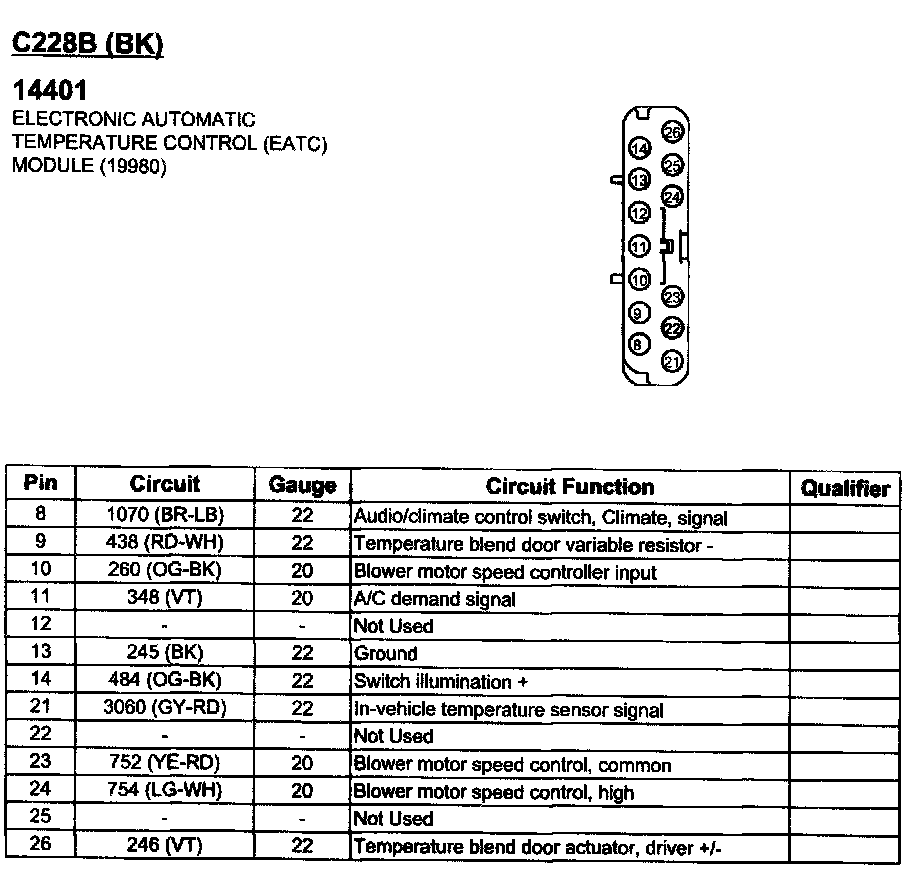 C228B (BK)
14401
ELECTRONIC AUTOMATIC
TEMPERATURE CONTROL (EATC)
MODULE (19980)
26
14
25
13
24
12
11
10
23
9
22
8
21
Pin Circuit Gauge Circuit Function Qualifier
8 1070 (BR-LB) 22 Audio/climate control switch, Climate, signal
9 438 (RD-WH) 22 Temperature blend door variable resistor -
10 260 (OG-BK) 20 Blower motor speed controller input
11 348 (VT) 20 A/C demand signal
12 - - Not Used
13 245 (BK) 22 Ground
14 484 (OG-BK) 22 Switch illumination +
21 3060 (GY-RD) 22 In-vehicle temperature sensor signal
22 - - Not Used
23 752 (YE-RD) 20 Blower motor speed control, common
24 754 (LG-WH) 20 Blower motor speed control, high
25 - - Not Used
26 246 (VT) 22 Temperature blend door actuator, driver +/-